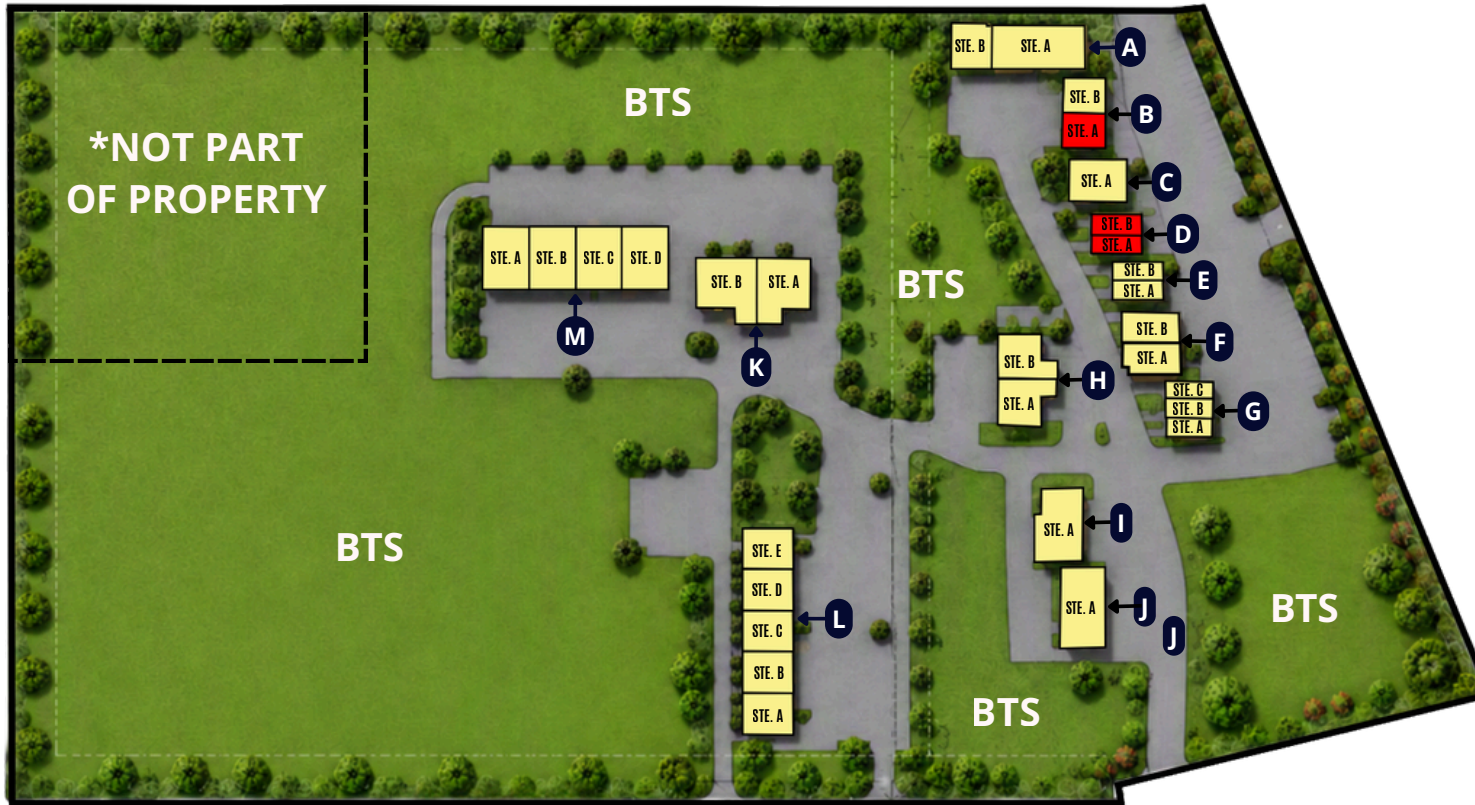 STE. B
STE. A
A
STE. B
BTS
B
STE. A
*NOT PART
OF PROPERTY
STE. A
C
STE. B
D
STE. A
STE. A
STE. B
STE. C
STE. D
STE. B
STE. A
BTS
STE. B
E
STE. A
M
K
STE. B
F
STE. A
STE. B
H
STE. A
STE. C
STE. B
G
STE. A
BTS
STE. E
STE. D
STE. C
STE. B
STE. A
L
STE. A
I
STE. A
J
J
BTS
BTS